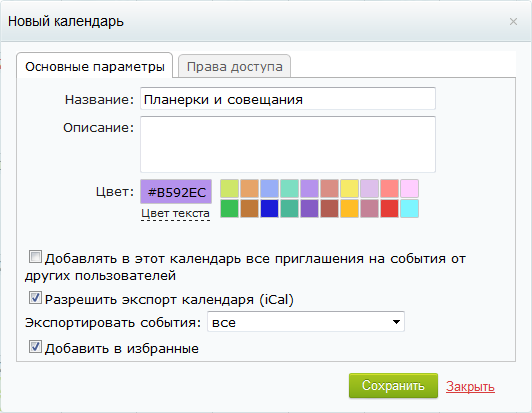 Новый календарь
Основные параметры
Права доступа
Название: Планерки и совещания
Описание:
Цвет: #B592EC
Цвет текста
Добавлять в этот календарь все приглашения на события от
других пользователей
Разрешить экспорт календаря (iCal)
Экспортировать события: все
Добавить в избранные
Сохранить Закрыть